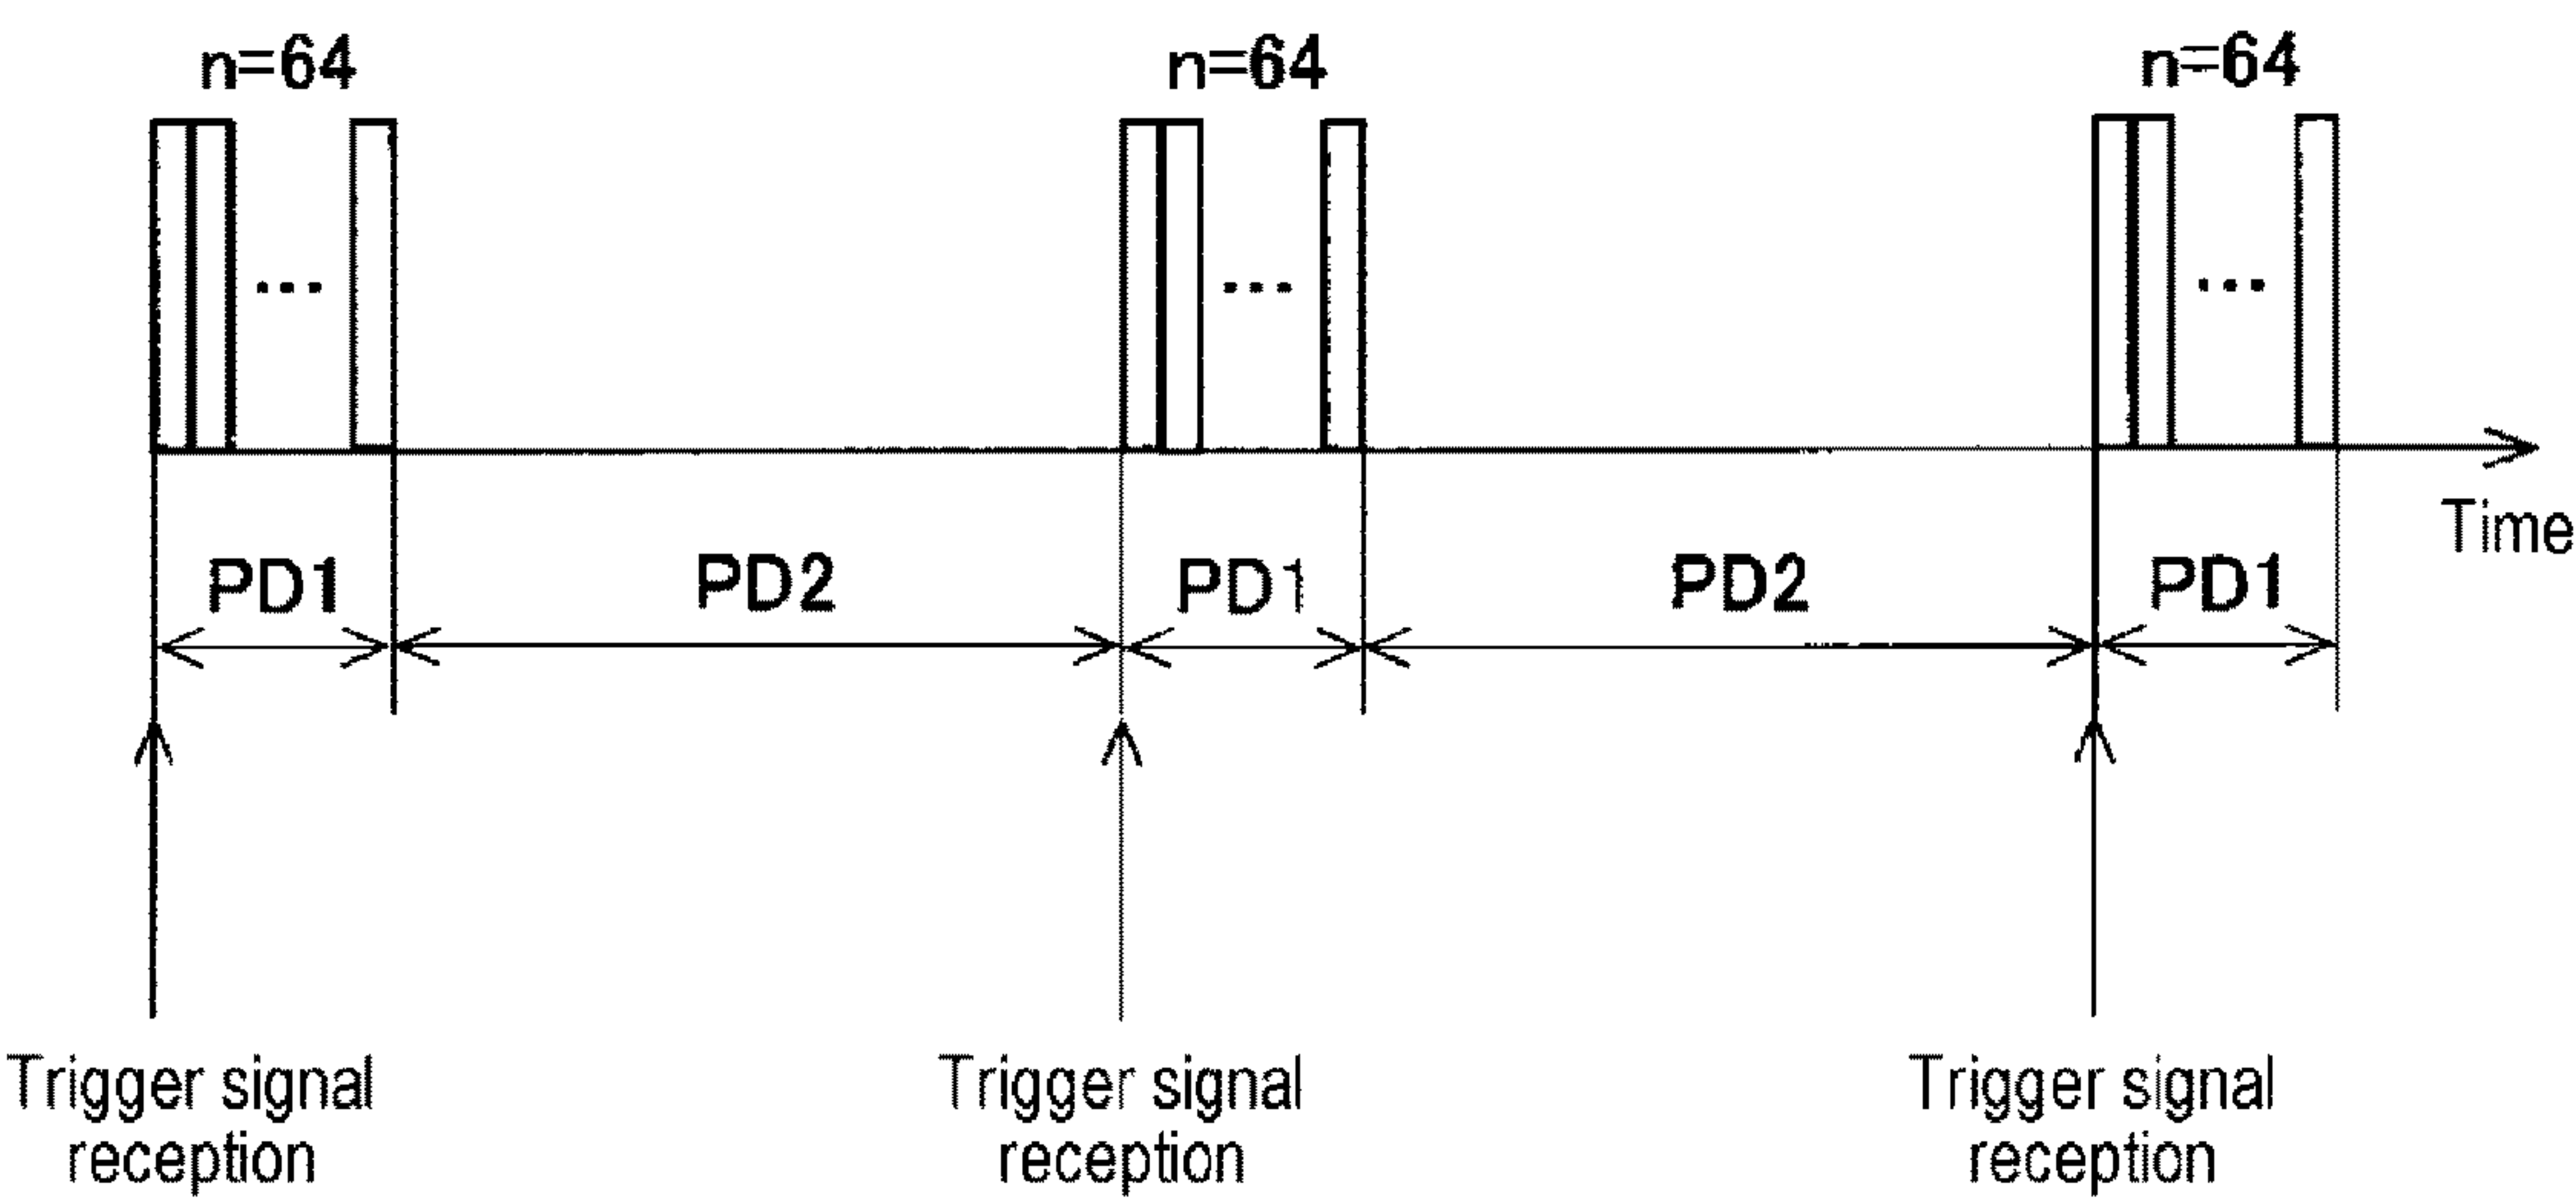 n=64
n=64
n=64
...
...
...
Time
PD1
PD2
PD1
PD2
PD1
Trigger signal
reception
Trigger signal
reception
Trigger signal
reception